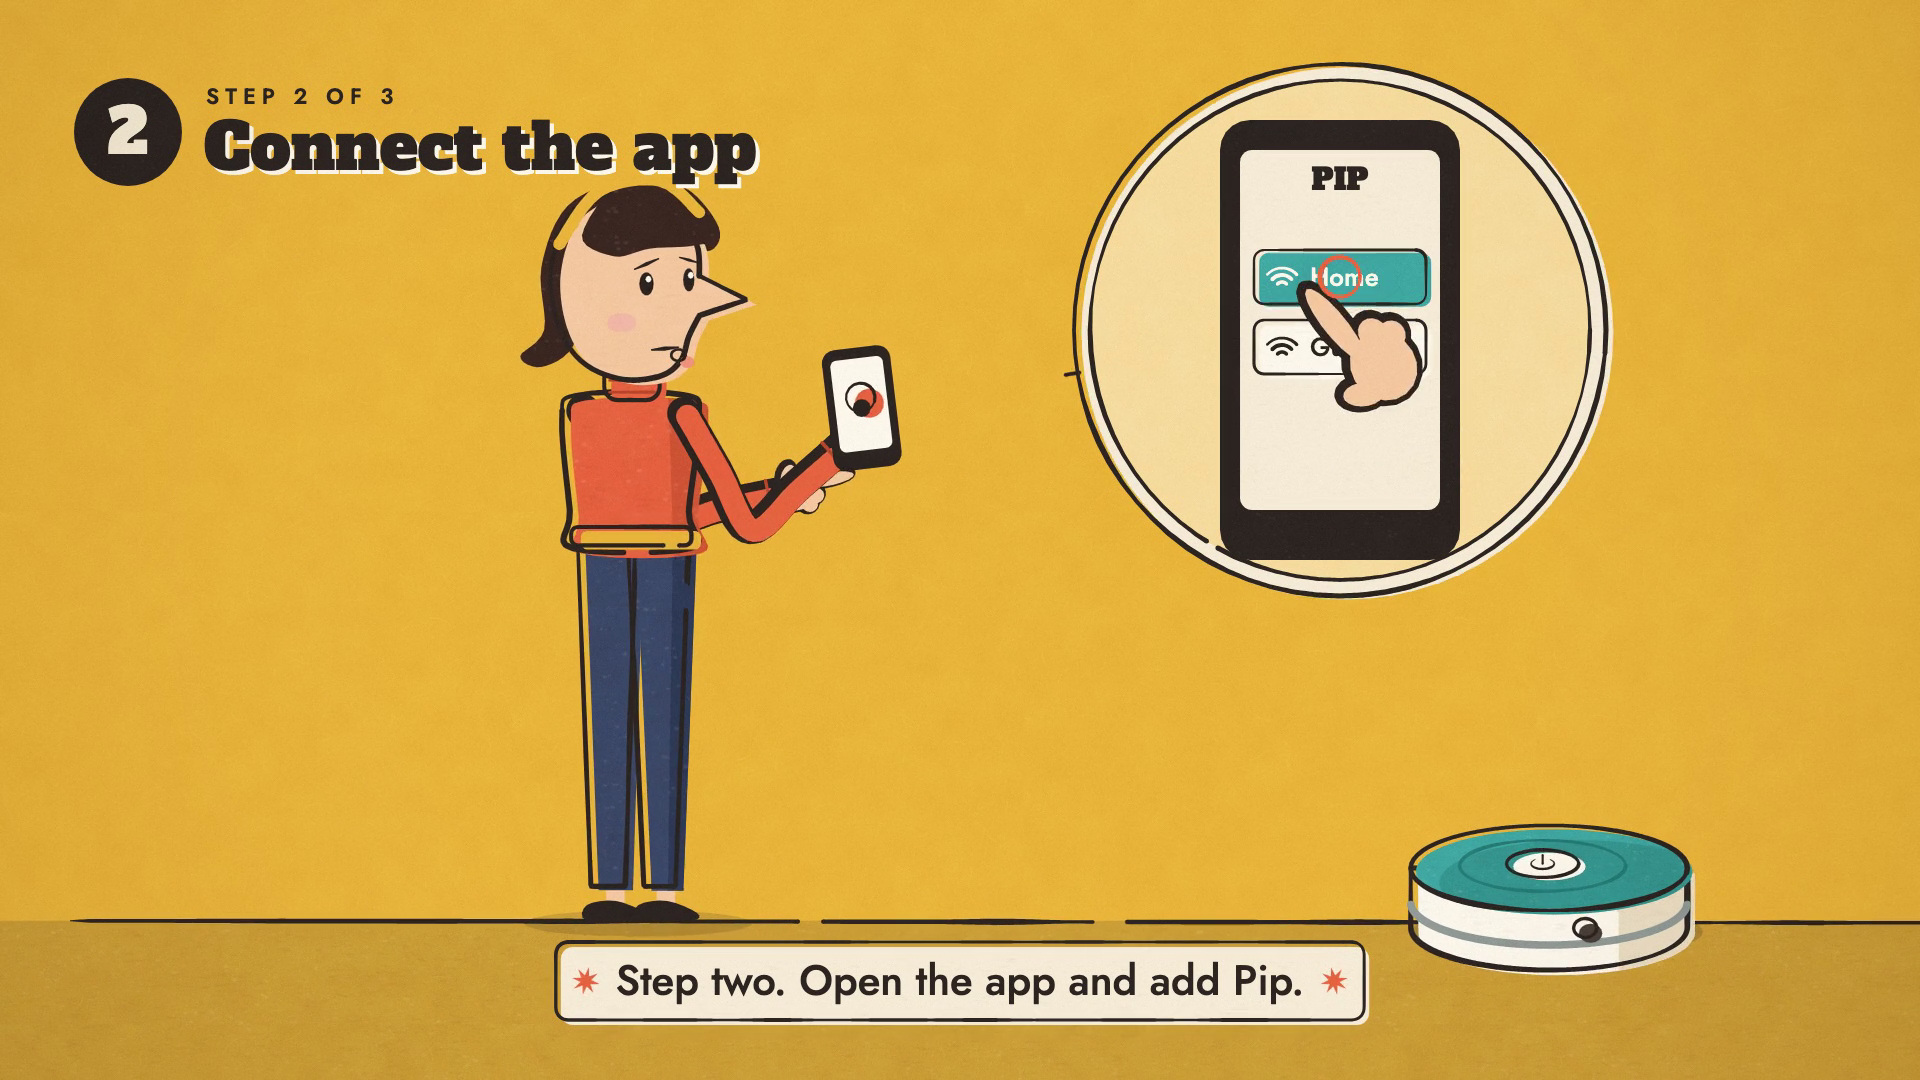 2
STEP 2 OF 3
Connect the app
PIP
Home
Step two. Open the app and add Pip.